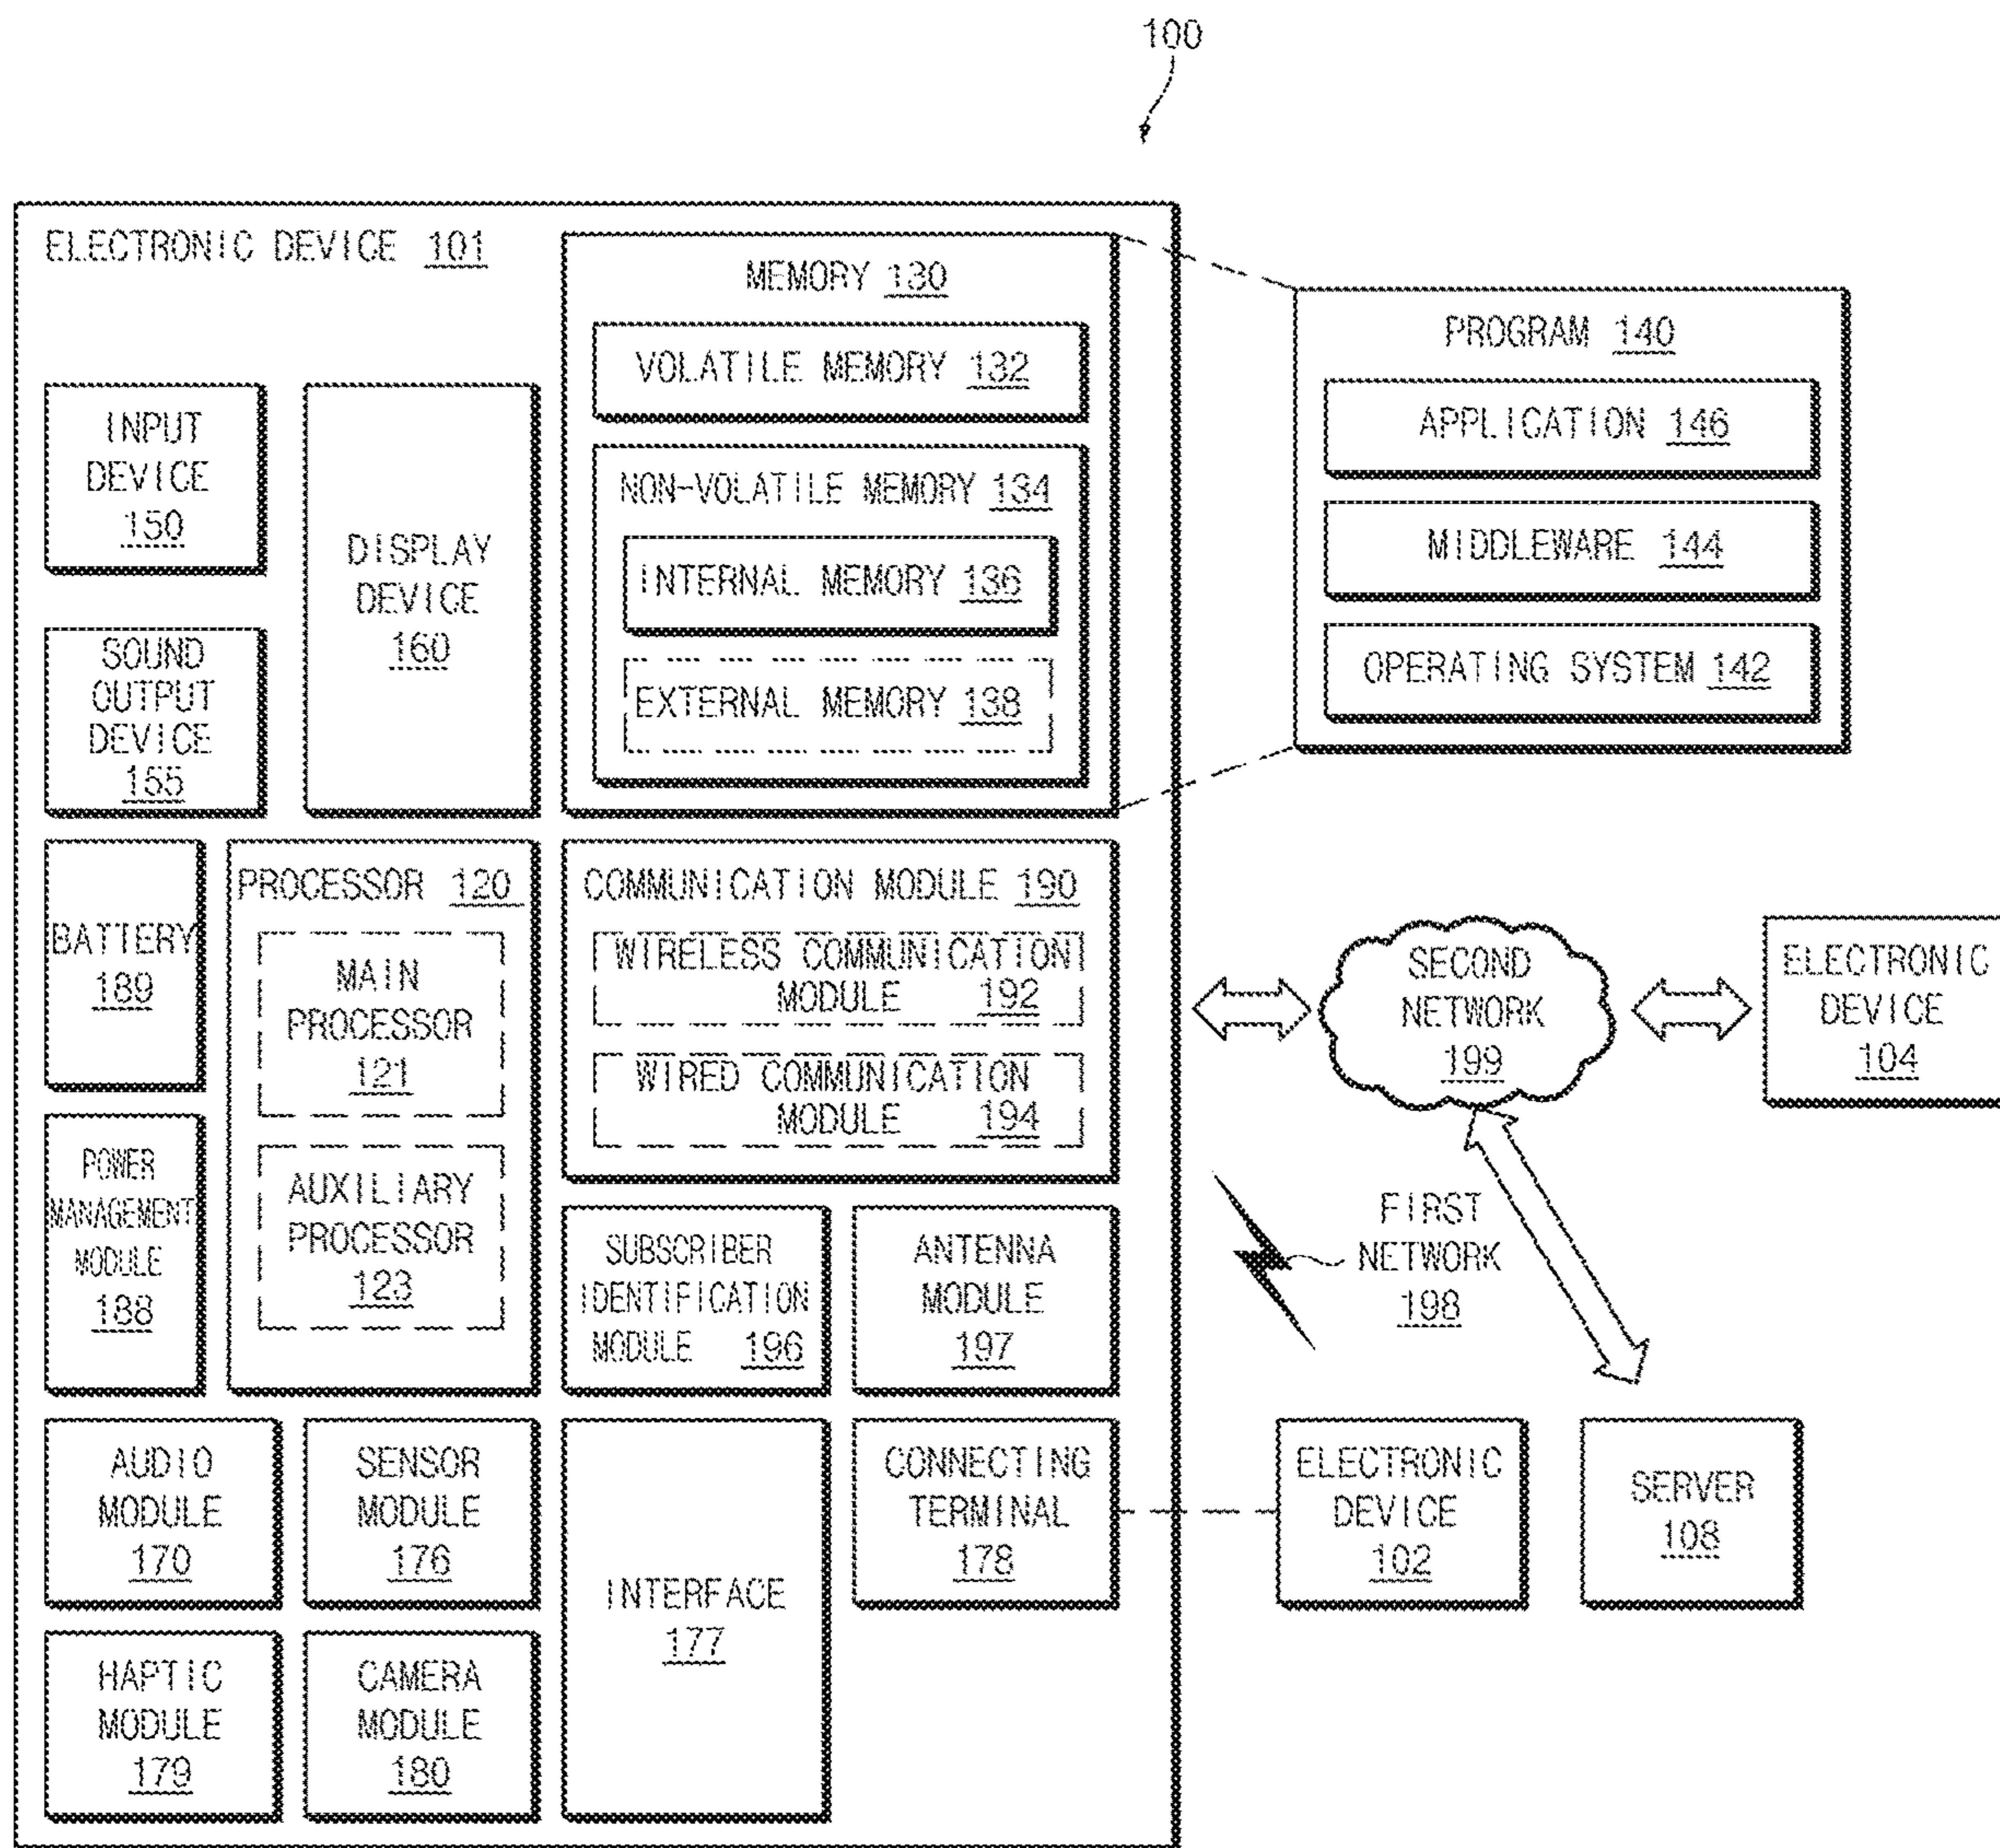 100
ELECTRONIC DEVICE 101
MEMORY 130
VOLATILE MEMORY 132
NON-VOLATILE MEMORY 134
INTERNAL MEMORY 136
EXTERNAL MEMORY 138
PROGRAM 140
APPLICATION 146
MIDDLEWARE 144
OPERATING SYSTEM 142
INPUT
DEVICE
150
DISPLAY
DEVICE
160
SOUND
OUTPUT
DEVICE
155
BATTERY
189
PROCESSOR 120
MAIN
PROCESSOR
121
AUXILIARY
PROCESSOR
123
COMMUNICATION MODULE 190
WIRELESS COMMUNICATION
MODULE 192
WIRED COMMUNICATION
MODULE 194
SECOND
NETWORK
199
ELECTRONIC
DEVICE
104
POWER
MANAGEMENT
MODULE
188
SUBSCRIBER
IDENTIFICATION
MODULE 196
ANTENNA
MODULE
197
FIRST
NETWORK
198
AUDIO
MODULE
170
SENSOR
MODULE
176
INTERFACE
177
CONNECTING
TERMINAL
178
ELECTRONIC
DEVICE
102
SERVER
108
HAPTIC
MODULE
179
CAMERA
MODULE
180